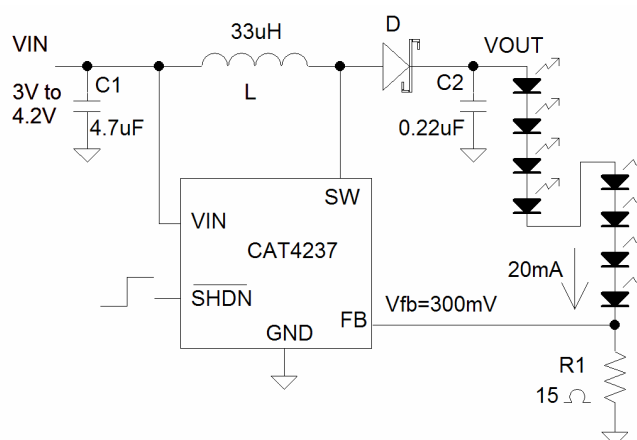 VIN
3V to
4.2V
C1
4.7uF
33uH
L
D
VOUT
C2
0.22uF
SW
VIN
CAT4237
SHDN
GND
FB
Vfb=300mV
20mA
R1
15 Ω